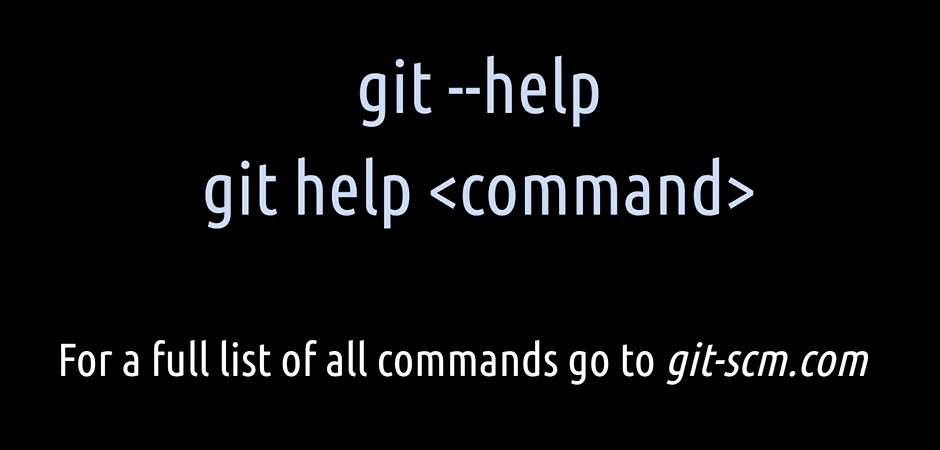 git --help
git help <command>
For a full list of all commands go to git-scm.com